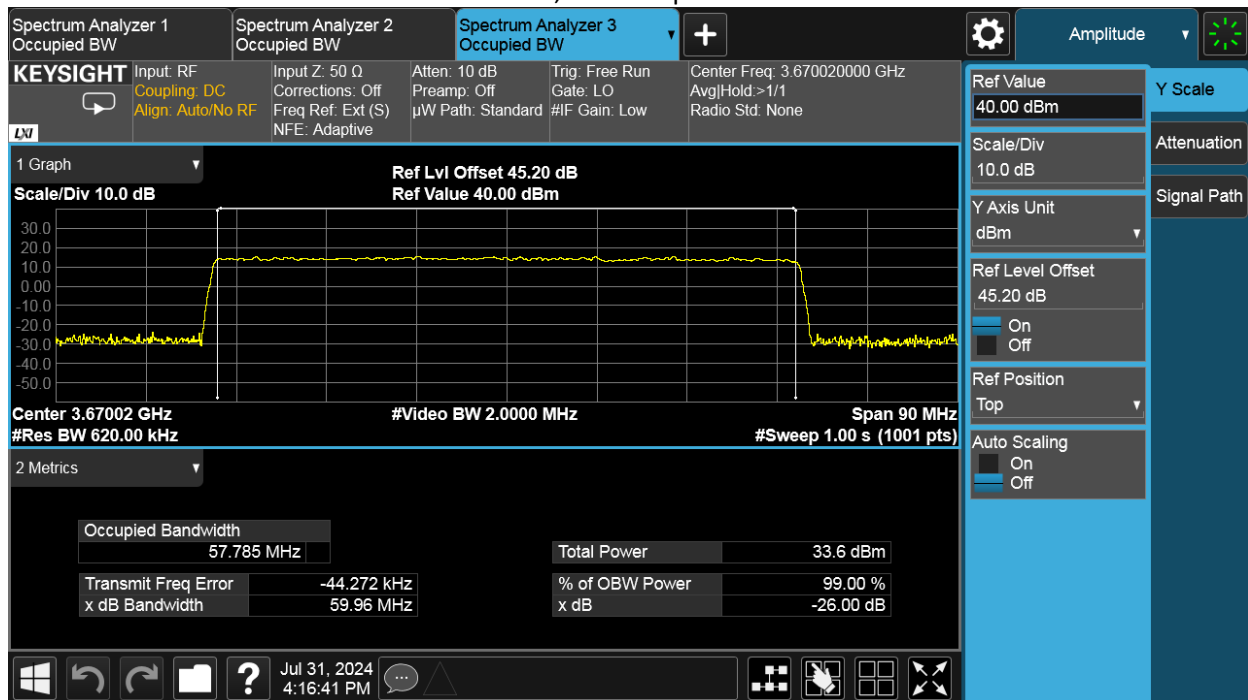 Spectrum Analyzer 1
Occupied BW
Spectrum Analyzer 2
Occupied BW
Spectrum Analyzer 3
Occupied BW
Amplitude
KEYSIGHT
LXI
Input: RF
Coupling: DC
Align: Auto/No RF
Input Z: 50 Ω
Corrections: Off
Freq Ref: Ext (S)
NFE: Adaptive
Atten: 10 dB
Preamp: Off
µW Path: Standard
Trig: Free Run
Gate: LO
#IF Gain: Low
Center Freq: 3.670020000 GHz
Avg|Hold:>1/1
Radio Std: None
1 Graph
Scale/Div 10.0 dB
Ref Lvl Offset 45.20 dB
Ref Value 40.00 dBm
30.0
20.0
10.0
0.00
-10.0
-20.0
-30.0
-40.0
-50.0
Center 3.67002 GHz
#Video BW 2.0000 MHz
Span 90 MHz
#Res BW 620.00 kHz
#Sweep 1.00 s (1001 pts)
2 Metrics
Occupied Bandwidth
57.785 MHz
Total Power 33.6 dBm
Transmit Freq Error -44.272 kHz
% of OBW Power 99.00 %
x dB Bandwidth 59.96 MHz
x dB -26.00 dB
Ref Value
40.00 dBm
Scale/Div
10.0 dB
Y Axis Unit
dBm
Ref Level Offset
45.20 dB
On
Off
Ref Position
Top
Auto Scaling
On
Off
Y Scale
Attenuation
Signal Path
?
Jul 31, 2024
4:16:41 PM